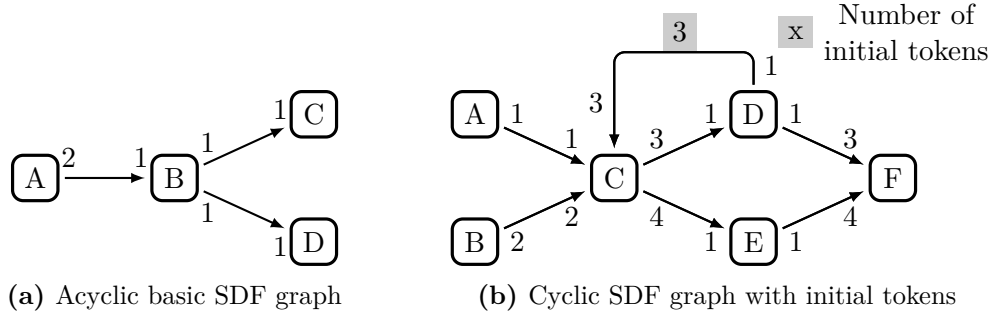 3
x
Number of
initial tokens
1
3
A
1
1
3
1
D
1
3
C
F
B
2
2
4
1
E
1
4
A
2
1
B
1
1
C
1
1
D
(a) Acyclic basic SDF graph
(b) Cyclic SDF graph with initial tokens